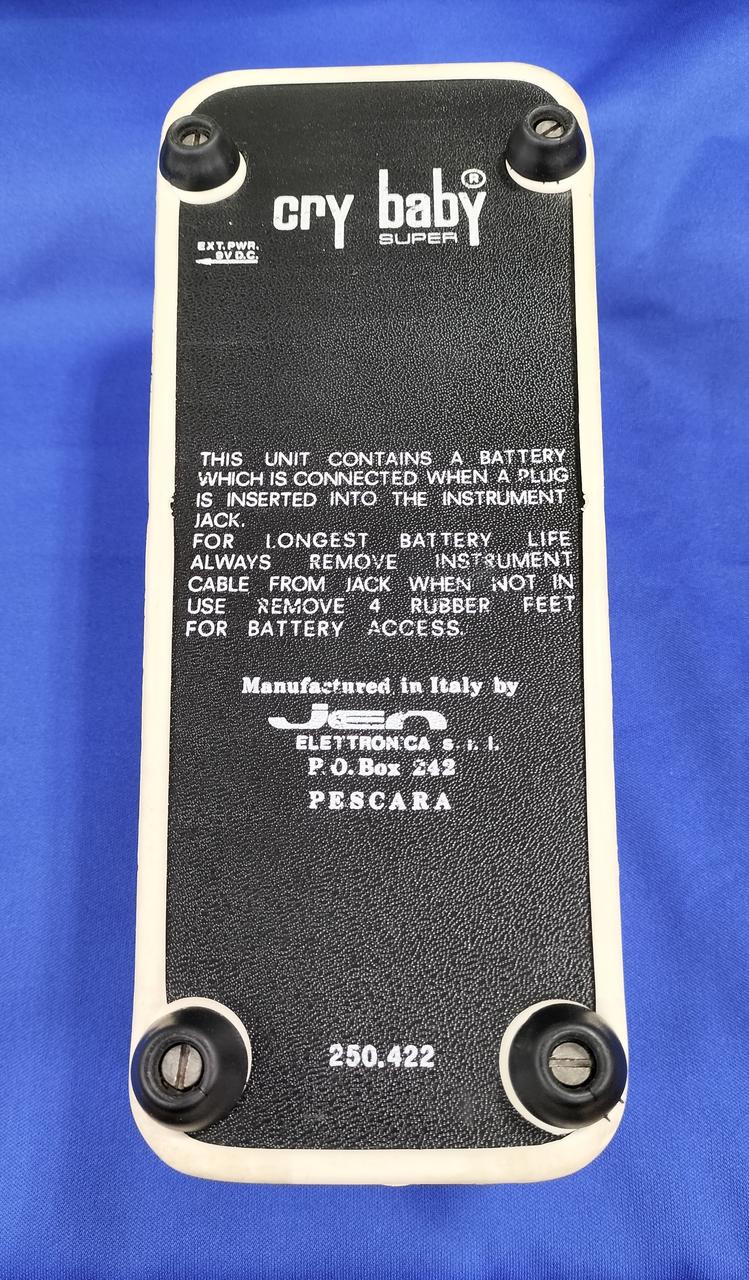 cry baby®
SUPER
EXT.PWR.
9V D.C.
THIS UNIT CONTAINS A BATTERY
WHICH IS CONNECTED WHEN A PLUG
IS INSERTED INTO THE INSTRUMENT
JACK.
FOR LONGEST BATTERY LIFE
ALWAYS REMOVE INSTRUMENT
CABLE FROM JACK WHEN NOT IN
USE REMOVE 4 RUBBER FEET
FOR BATTERY ACCESS.
Manufactured in Italy by
Jen
ELETTRONICA s.r.l.
P.O. Box 242
PESCARA
250.422